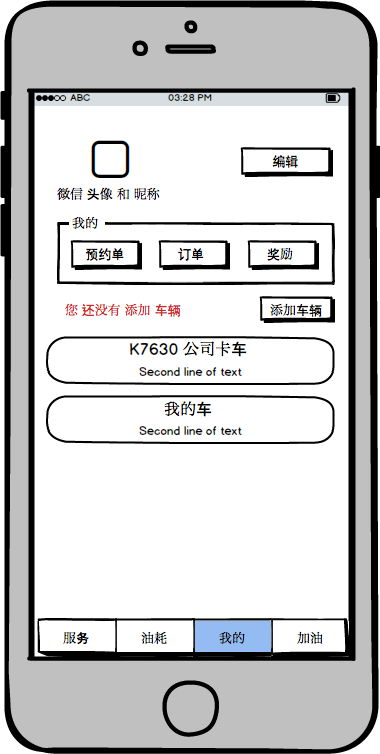 ABC 03:28 PM
编辑
微信 头像 和 昵称
我的
预约单 订单 奖励
您 还没有 添加 车辆 添加车辆
K7630 公司卡车
Second line of text
我的车
Second line of text
服务 油耗 我的 加油